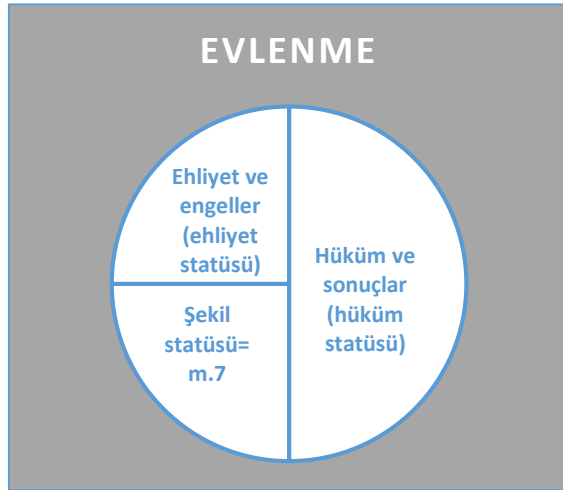 EVLENME
Ehliyet ve
engeller
(ehliyet
statüsü)
Şekil
statüsü=
m.7
Hüküm ve
sonuçlar
(hüküm
statüsü)